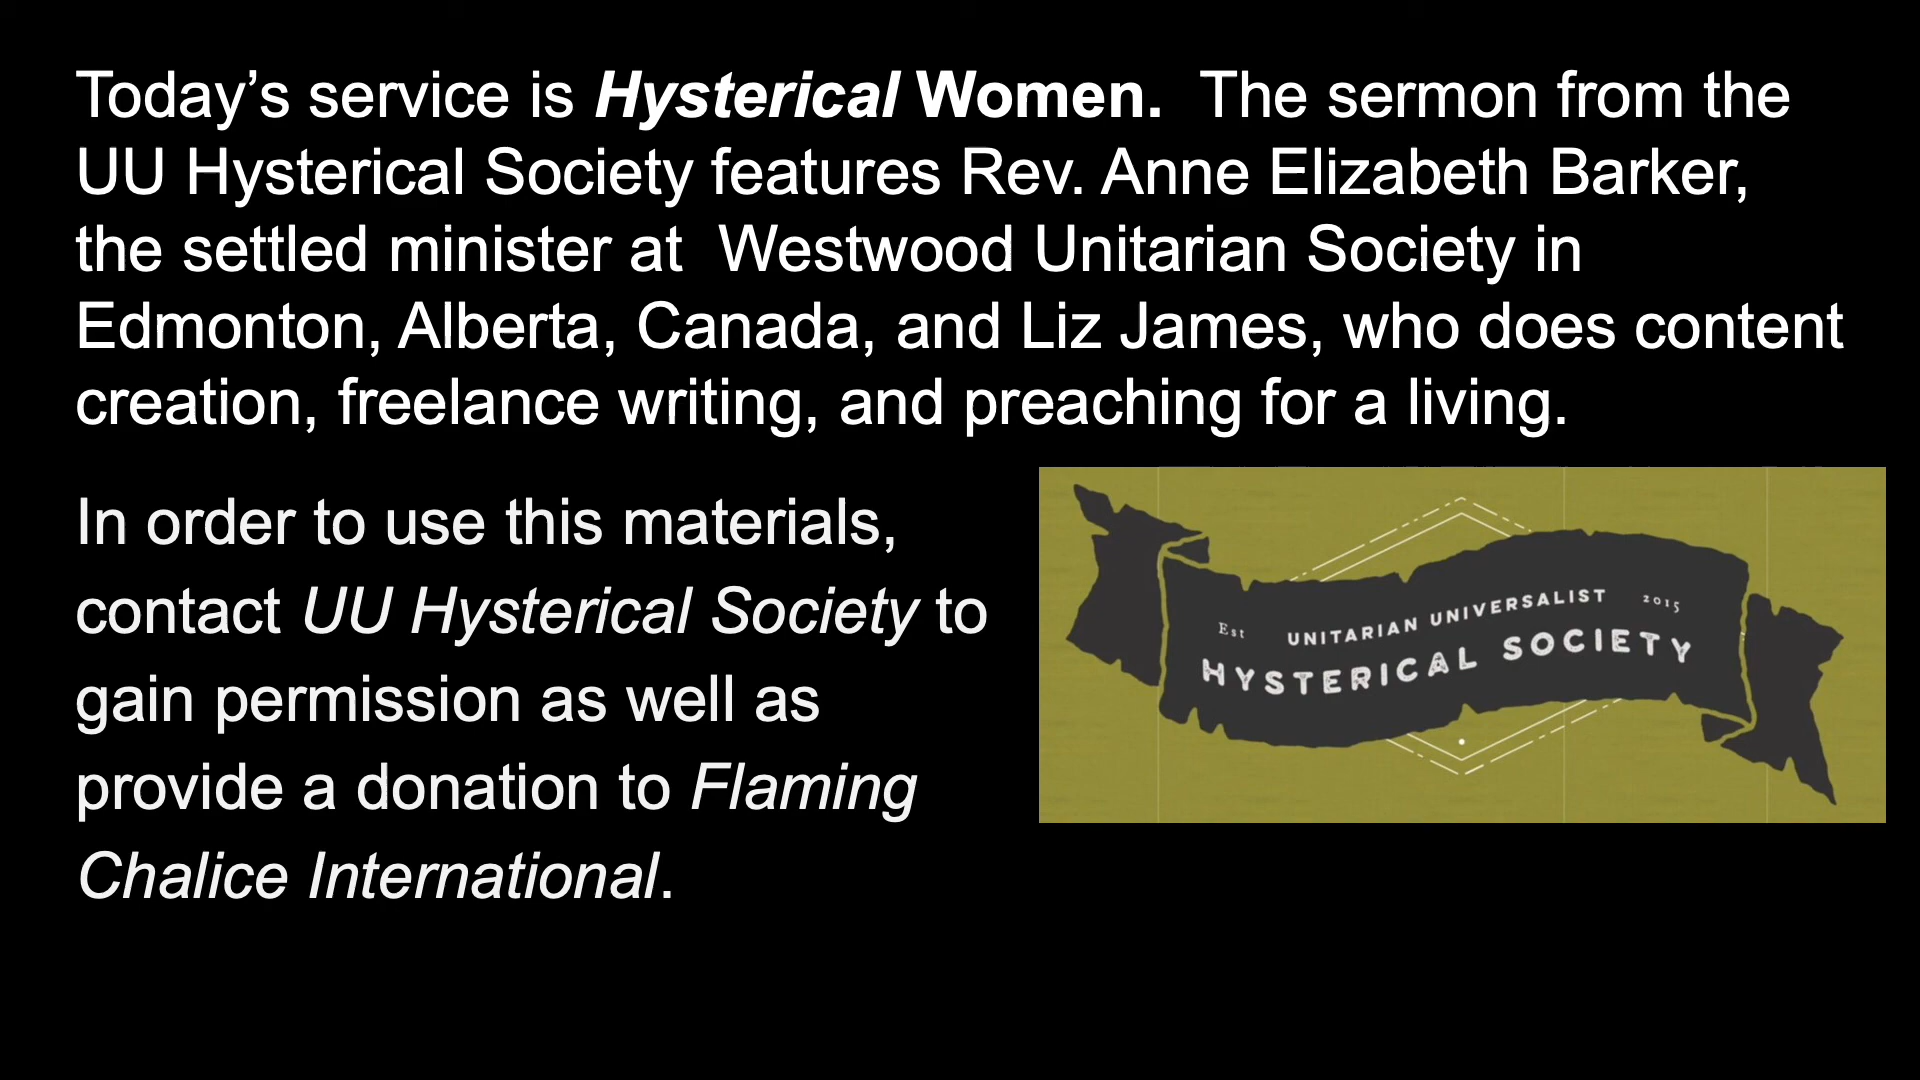 Today’s service is Hysterical Women.  The sermon from the
UU Hysterical Society features Rev. Anne Elizabeth Barker,
the settled minister at  Westwood Unitarian Society in
Edmonton, Alberta, Canada, and Liz James, who does content
creation, freelance writing, and preaching for a living.
In order to use this materials,
contact UU Hysterical Society to
gain permission as well as
provide a donation to Flaming
Chalice International.
Est UNITARIAN UNIVERSALIST 2015
HYSTERICAL SOCIETY